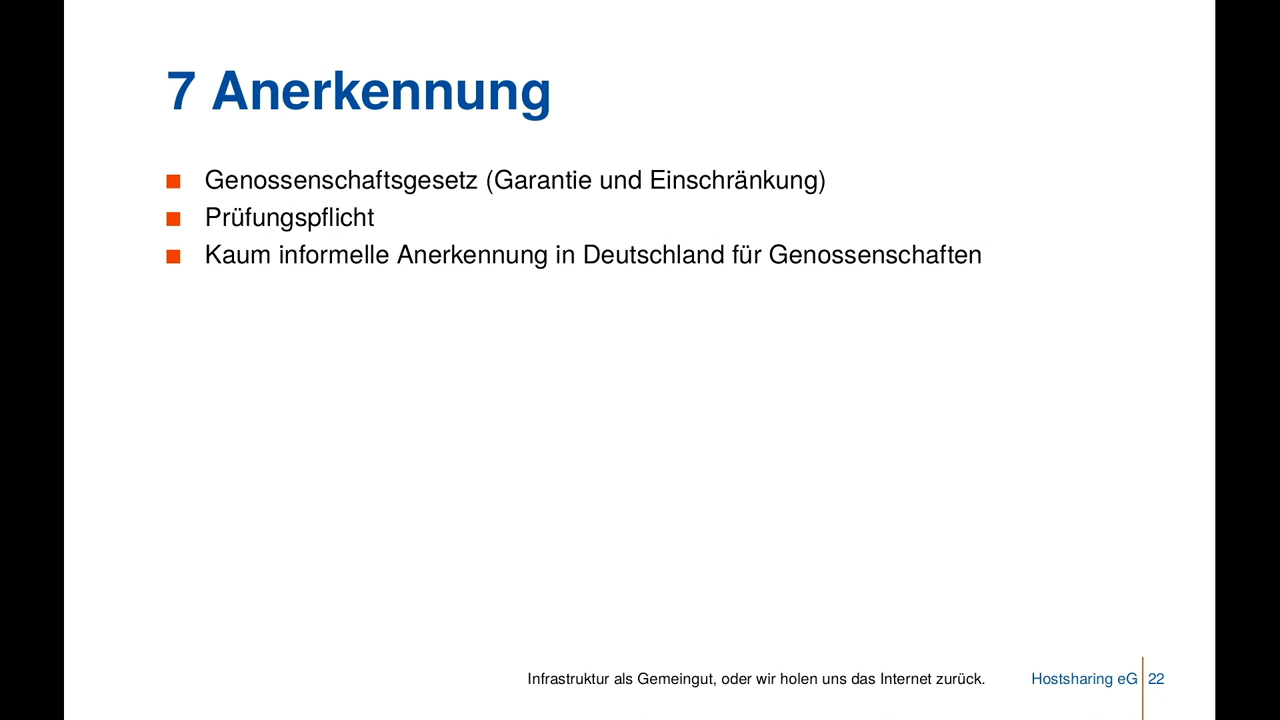 7 Anerkennung
Genossenschaftsgesetz (Garantie und Einschränkung)
Prüfungspflicht
Kaum informelle Anerkennung in Deutschland für Genossenschaften
Infrastruktur als Gemeingut, oder wir holen uns das Internet zurück. Hostsharing eG 22